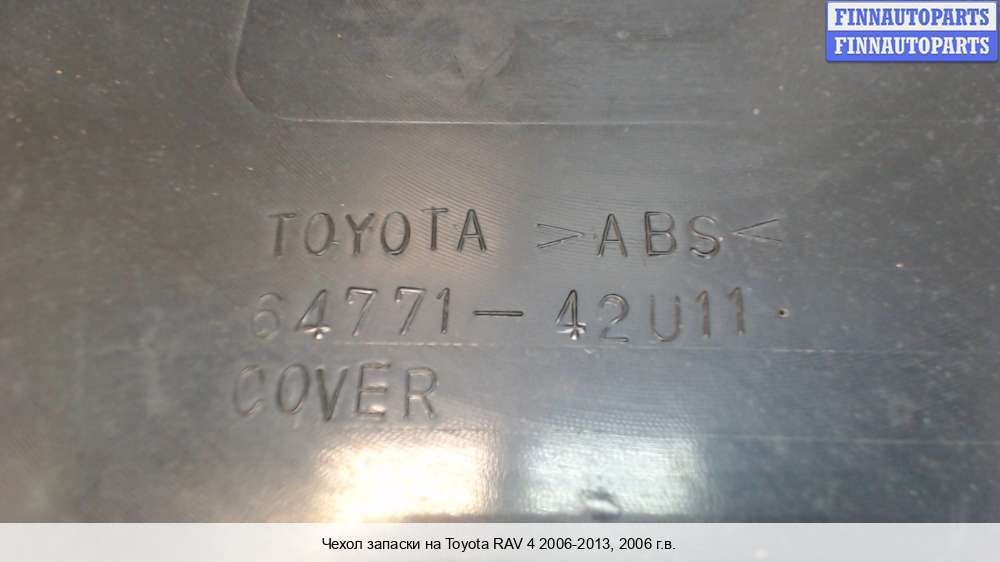 FINNAUTOPARTS
FINNAUTOPARTS
TOYOTA >ABS<
64771-42U11
COVER
Чехол запаски на Toyota RAV 4 2006-2013, 2006 г.в.